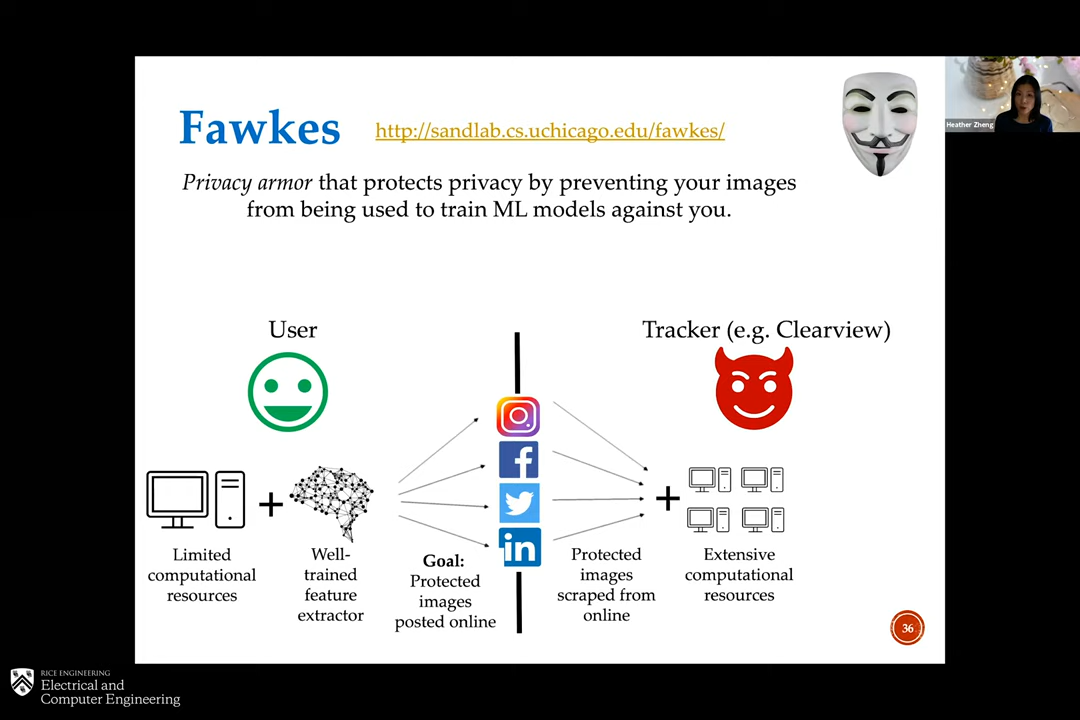 Fawkes
http://sandlab.cs.uchicago.edu/fawkes/
Heather Zheng
Privacy armor that protects privacy by preventing your images
from being used to train ML models against you.
User
Tracker (e.g. Clearview)
f
in
Limited
computational
resources
Well-
trained
feature
extractor
Goal:
Protected
images
posted online
Protected
images
scraped from
online
Extensive
computational
resources
36
RICE ENGINEERING
Electrical and
Computer Engineering